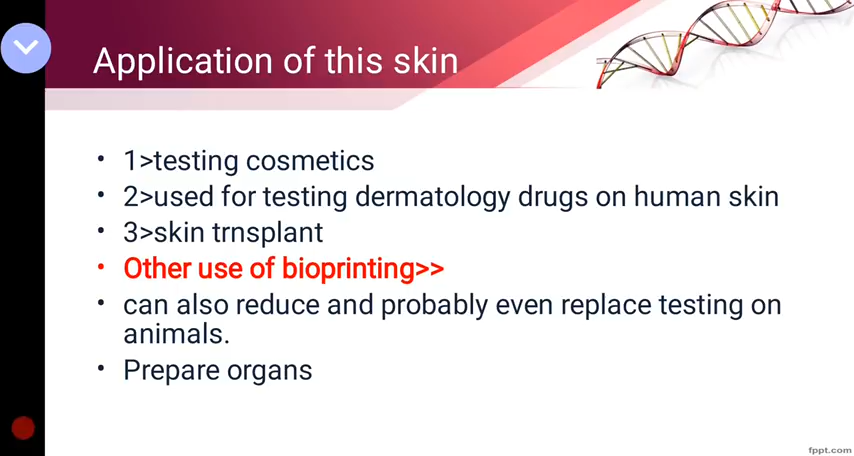 Application of this skin
• 1>testing cosmetics
• 2>used for testing dermatology drugs on human skin
• 3>skin trnsplant
• Other use of bioprinting>>
• can also reduce and probably even replace testing on
animals.
• Prepare organs
fppt.com